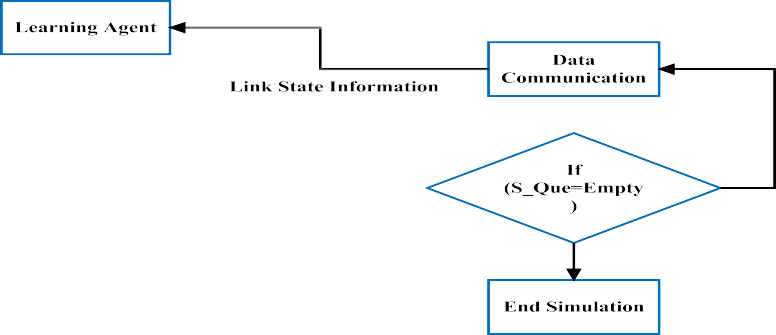 Learning Agent
Data
Communication
Link State Information
If
(S_Que=Empty
)
End Simulation